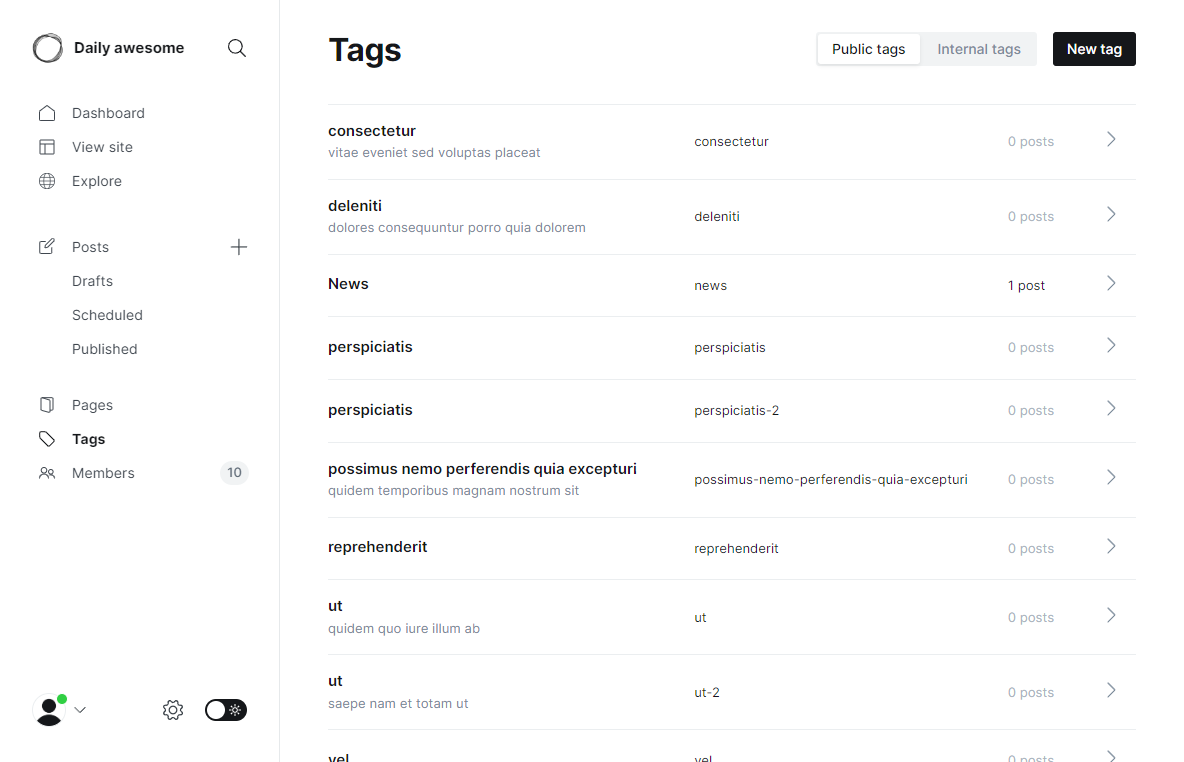 Daily awesome
Dashboard
View site
Explore
Posts
Drafts
Scheduled
Published
Pages
Tags
Members 10
Tags
Public tags Internal tags New tag
consectetur
vitae eveniet sed voluptas placeat
consectetur 0 posts
deleniti
dolores consequuntur porro quia dolorem
deleniti 0 posts
News news 1 post
perspiciatis perspiciatis 0 posts
perspiciatis perspiciatis-2 0 posts
possimus nemo perferendis quia excepturi
quidem temporibus magnam nostrum sit
possimus-nemo-perferendis-quia-excepturi 0 posts
reprehenderit reprehenderit 0 posts
ut
quidem quo iure illum ab
ut 0 posts
ut
saepe nam et totam ut
ut-2 0 posts
vel vel 0 posts